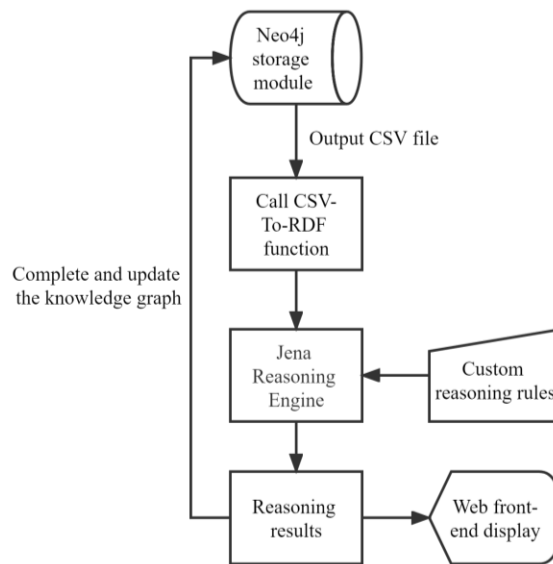 Neo4j
storage
module
Output CSV file
Call CSV-
To-RDF
function
Complete and update
the knowledge graph
Jena
Reasoning
Engine
Custom
reasoning rules
Reasoning
results
Web front-
end display